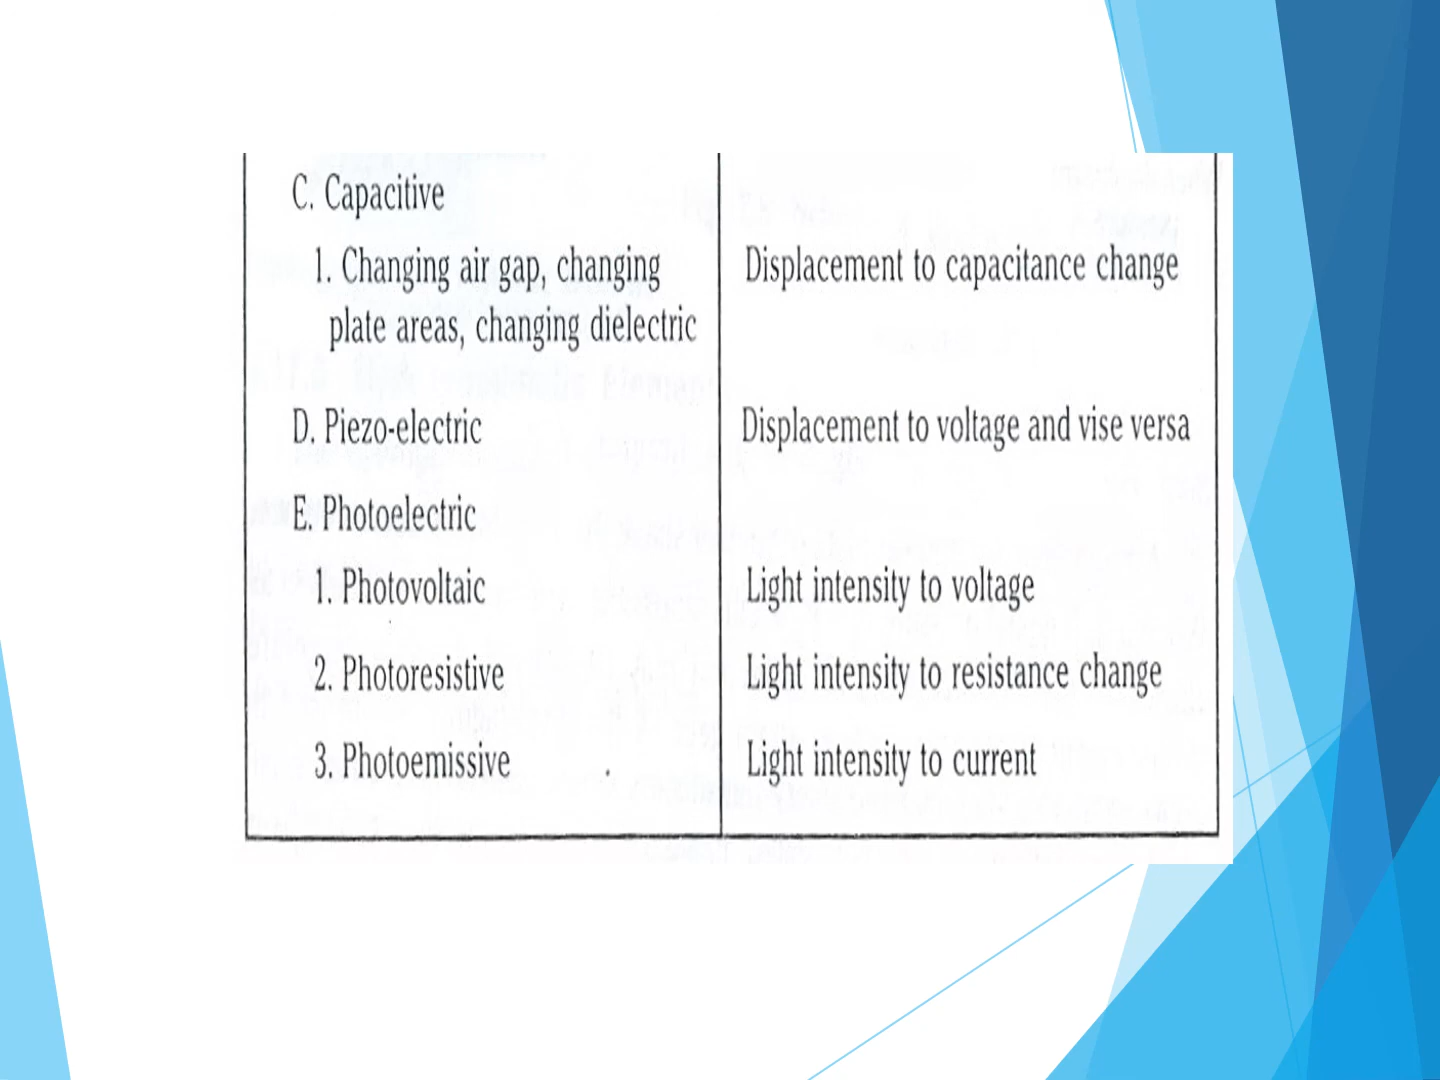 C. Capacitive
1. Changing air gap, changing
plate areas, changing dielectric
Displacement to capacitance change
D. Piezo-electric
Displacement to voltage and vise versa
E. Photoelectric
1. Photovoltaic
Light intensity to voltage
2. Photoresistive
Light intensity to resistance change
3. Photoemissive
Light intensity to current